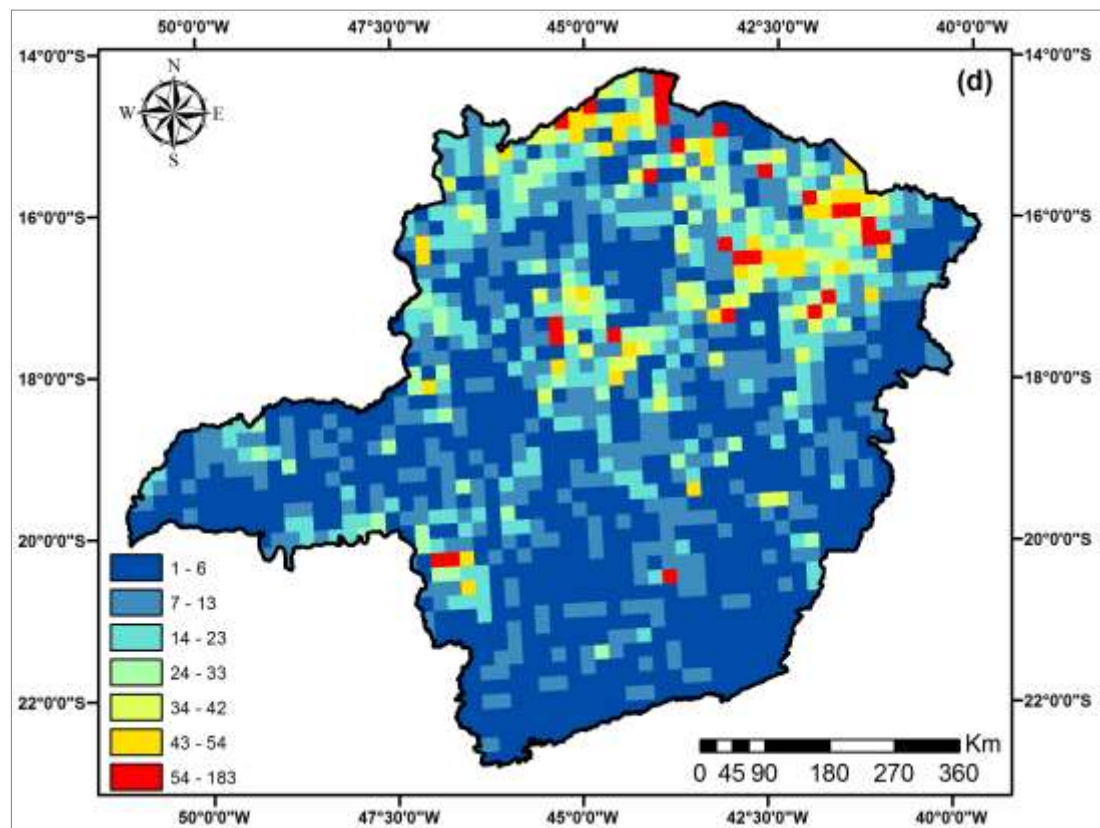 50°0'0"W 47°30'0"W 45°0'0"W 42°30'0"W 40°0'0"W
14°0'0"S 14°0'0"S
N
W E
S
(d)
16°0'0"S 16°0'0"S
18°0'0"S 18°0'0"S
20°0'0"S 20°0'0"S
1 - 6
7 - 13
14 - 23
24 - 33
34 - 42
43 - 54
54 - 183
22°0'0"S 22°0'0"S
Km
0 45 90 180 270 360
50°0'0"W 47°30'0"W 45°0'0"W 42°30'0"W 40°0'0"W